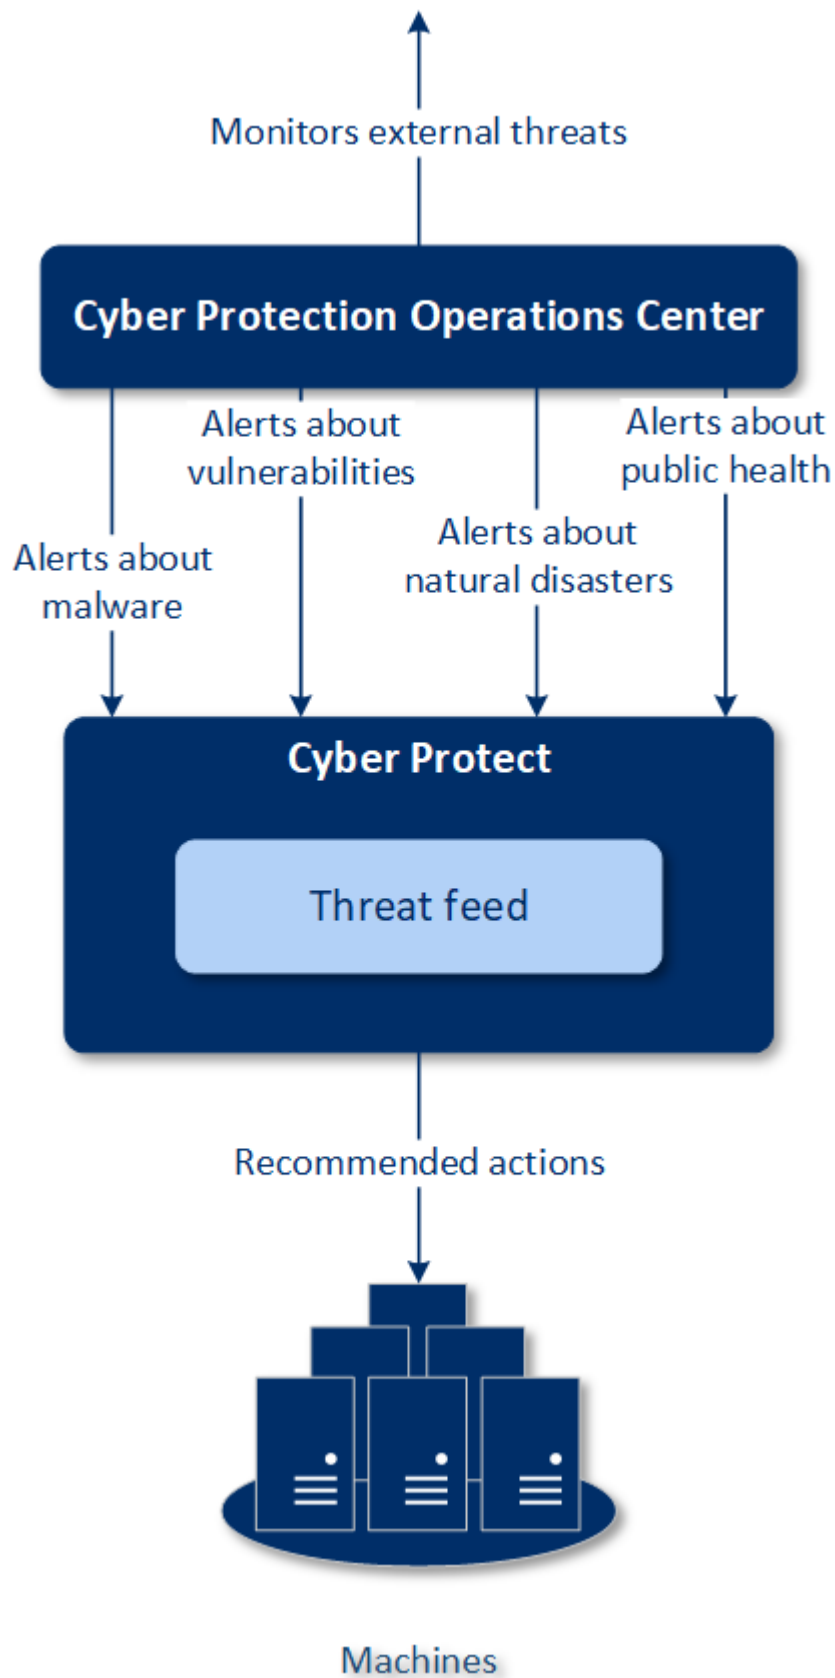 Monitors external threats
Cyber Protection Operations Center
Alerts about
vulnerabilities
Alerts about
public health
Alerts about
natural disasters
Alerts about
malware
Cyber Protect
Threat feed
Recommended actions
Machines